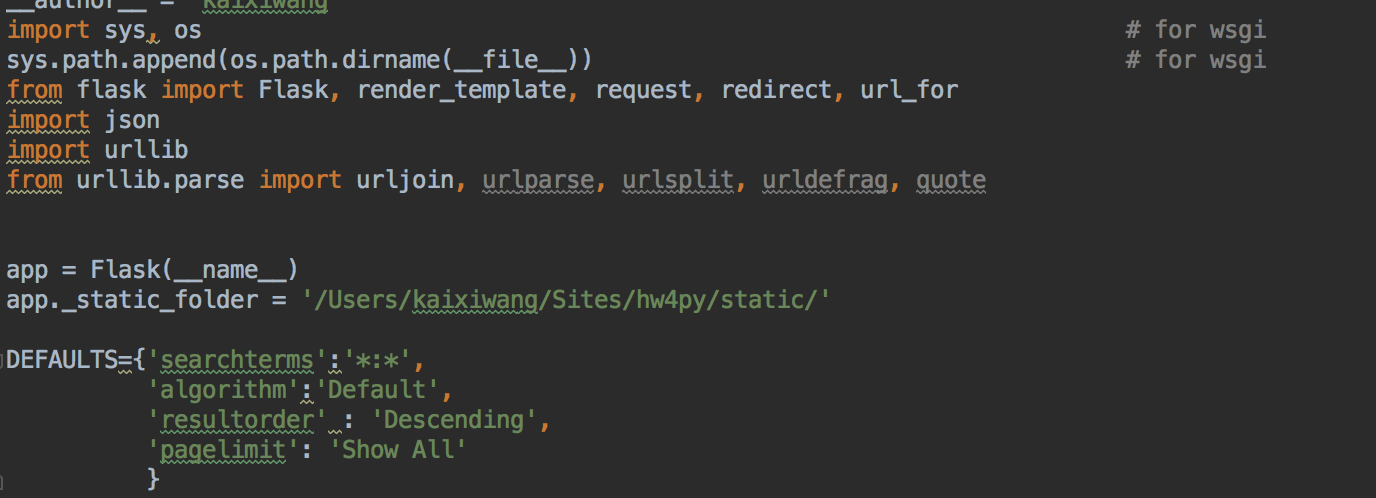 __author__ = 'kaixiwang'
import sys, os # for wsgi
sys.path.append(os.path.dirname(__file__)) # for wsgi
from flask import Flask, render_template, request, redirect, url_for
import json
import urllib
from urllib.parse import urljoin, urlparse, urlsplit, urldefrag, quote
app = Flask(__name__)
app._static_folder = '/Users/kaixiwang/Sites/hw4py/static/'
DEFAULTS={'searchterms':'*:*',
'algorithm':'Default',
'resultorder' : 'Descending',
'pagelimit': 'Show All'
}